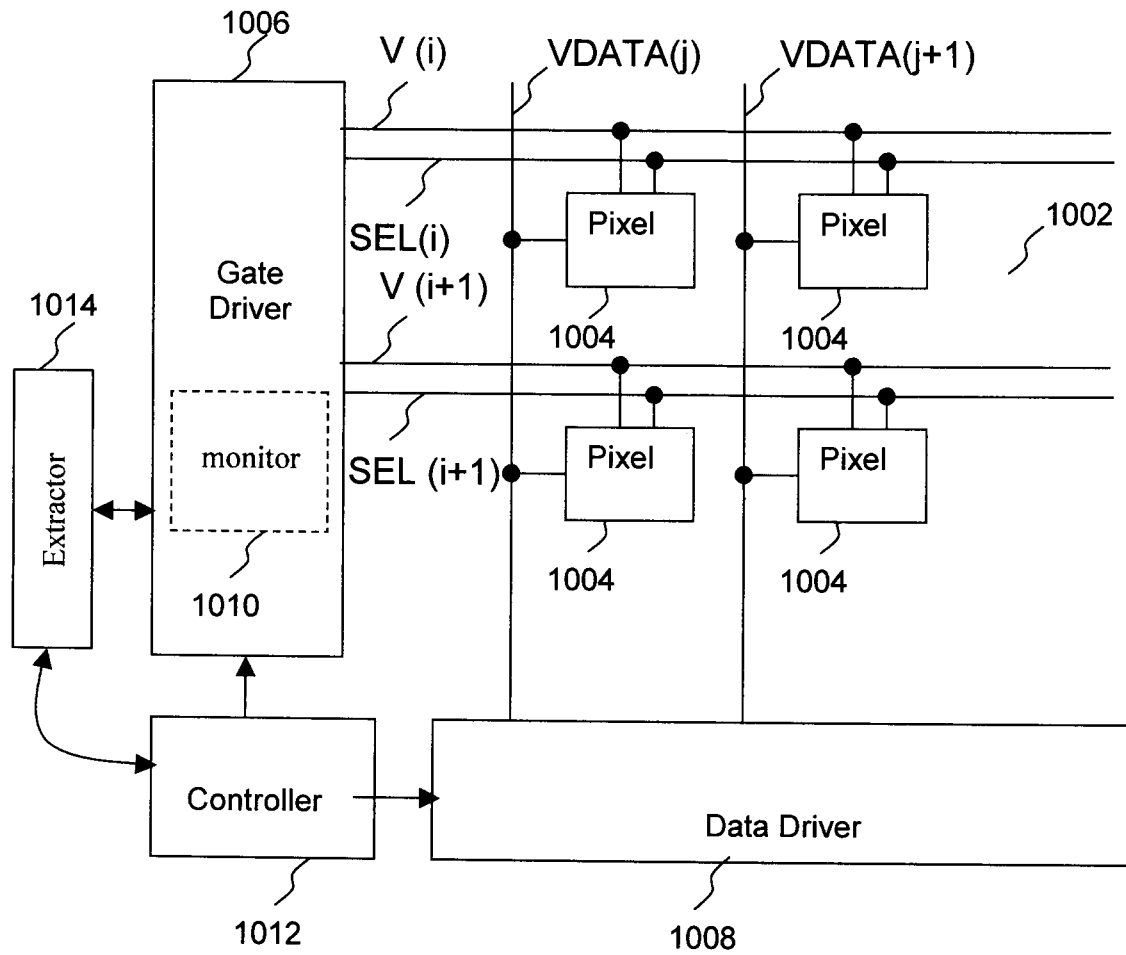 1006
V (i)
VDATA(j)
VDATA(j+1)
SEL(i)
Pixel
Pixel
1002
V (i+1)
Gate
Driver
1014
1004
1004
monitor
SEL (i+1)
Pixel
Pixel
Extractor
1010
1004
1004
Controller
Data Driver
1012
1008